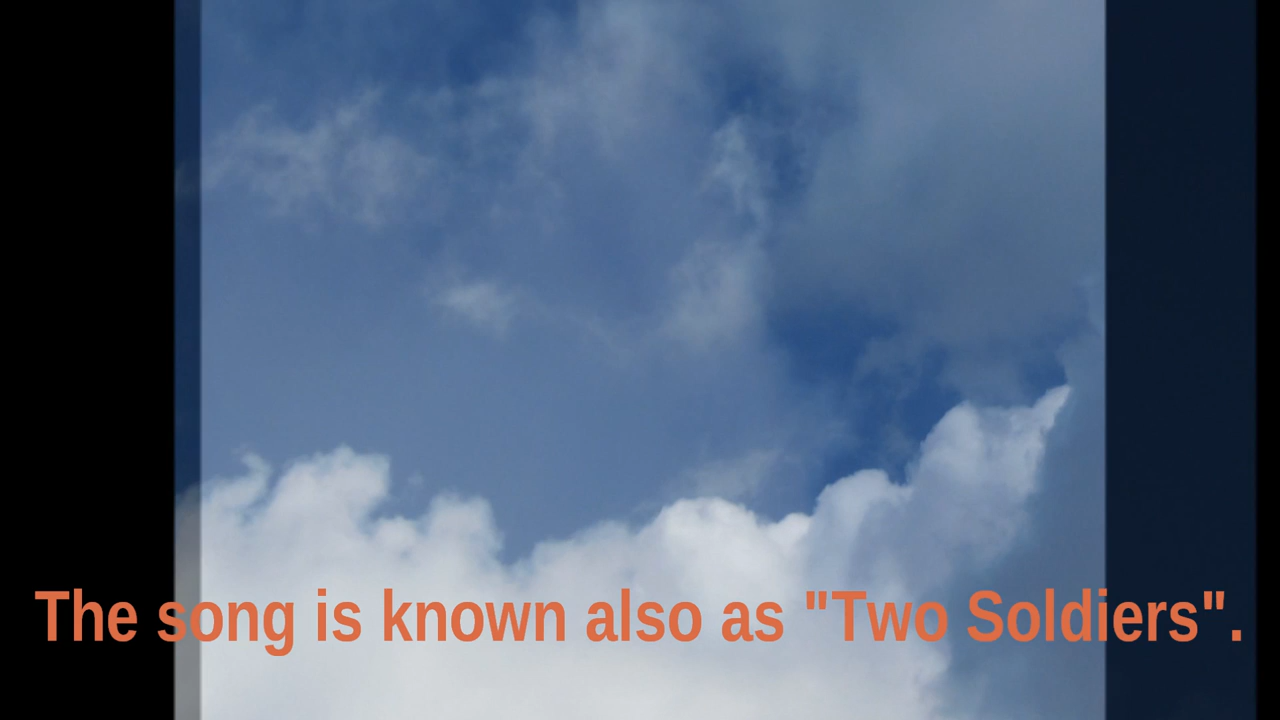 The song is known also as "Two Soldiers".